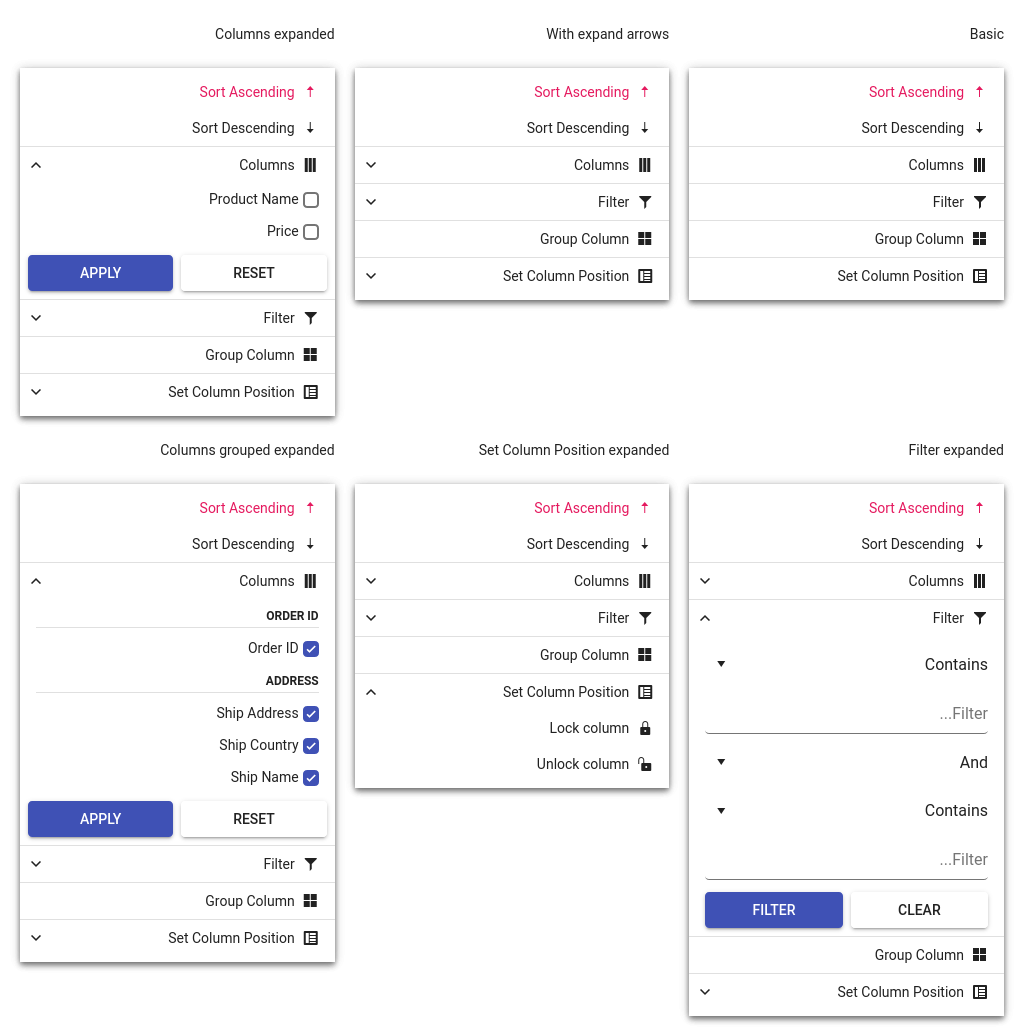 Columns expanded
Sort Ascending
Sort Descending
Columns
Product Name
Price
APPLY RESET
Filter
Group Column
Set Column Position
With expand arrows
Sort Ascending
Sort Descending
Columns
Filter
Group Column
Set Column Position
Basic
Sort Ascending
Sort Descending
Columns
Filter
Group Column
Set Column Position
Columns grouped expanded
Sort Ascending
Sort Descending
Columns
ORDER ID
Order ID
ADDRESS
Ship Address
Ship Country
Ship Name
APPLY RESET
Filter
Group Column
Set Column Position
Set Column Position expanded
Sort Ascending
Sort Descending
Columns
Filter
Group Column
Set Column Position
Lock column
Unlock column
Filter expanded
Sort Ascending
Sort Descending
Columns
Filter
Contains
...Filter
And
Contains
...Filter
FILTER CLEAR
Group Column
Set Column Position